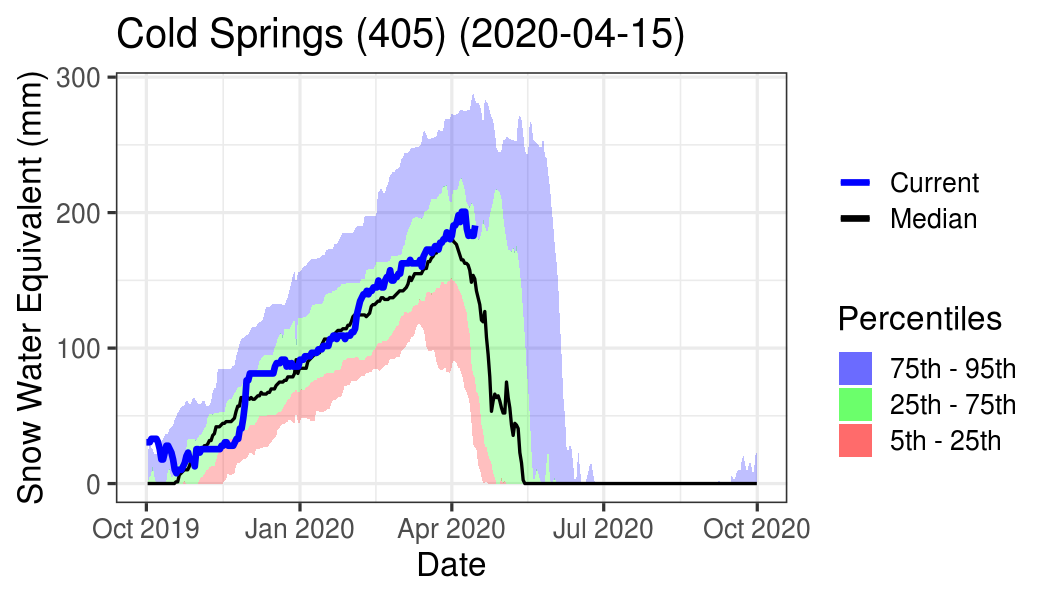 Cold Springs (405) (2020-04-15)
Snow Water Equivalent (mm)
300
200
100
0
Oct 2019
Jan 2020
Apr 2020
Jul 2020
Oct 2020
Date
Current
Median
Percentiles
75th - 95th
25th - 75th
5th - 25th